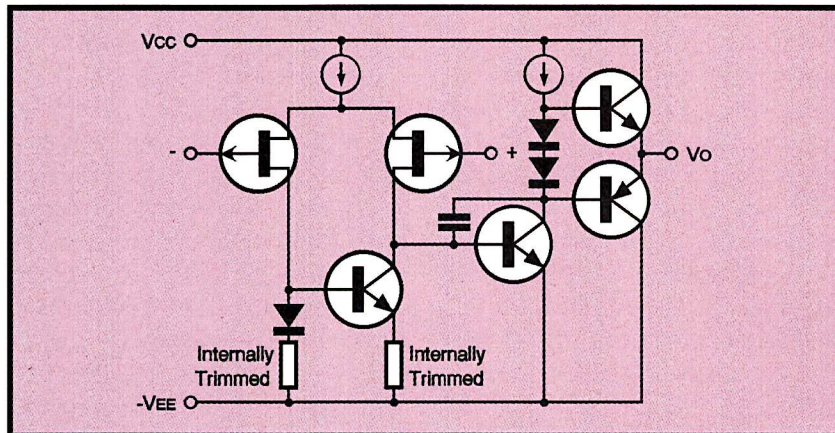 Vcc
-
+
Vo
Internally
Trimmed
Internally
Trimmed
-VEE